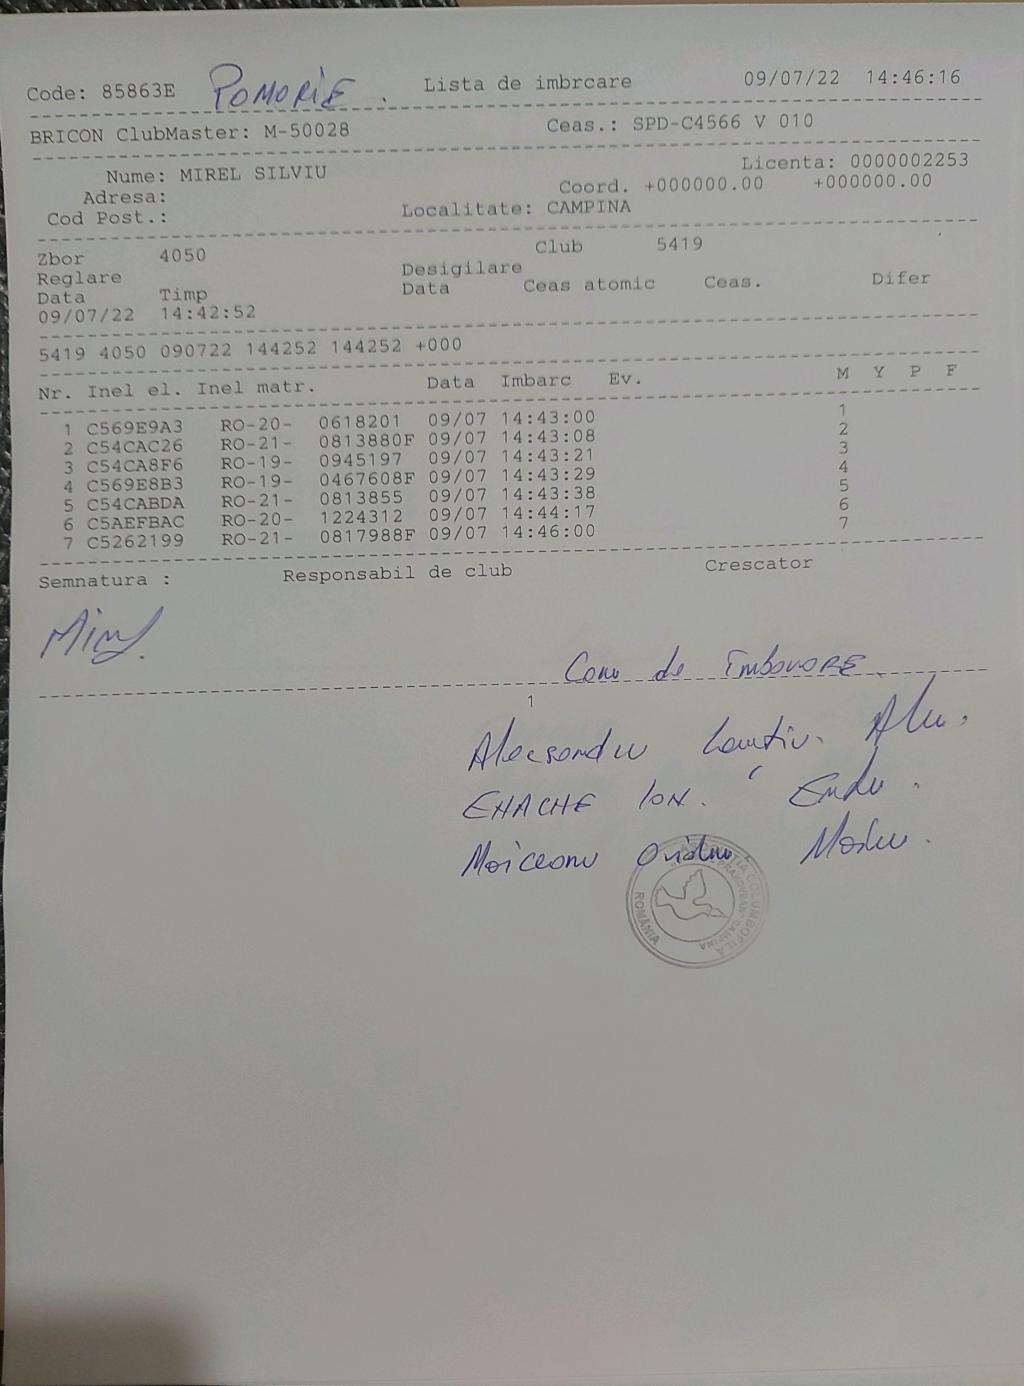 Code: 85863E POMORIE. Lista de imbrcare 09/07/22 14:46:16
BRICON ClubMaster: M-50028 Ceas.: SPD-C4566 V 010
Nume: MIREL SILVIU Licenta: 0000002253
Adresa: Coord. +000000.00 +000000.00
Cod Post.: Localitate: CAMPINA
Zbor 4050 Club 5419
Reglare Desigilare
Data Timp Data Ceas atomic Ceas. Difer
09/07/22 14:42:52
5419 4050 090722 144252 144252 +000
Nr. Inel el. Inel matr. Data Imbarc Ev. M Y P F
1 C569E9A3 RO-20- 0618201 09/07 14:43:00 1
2 C54CAC26 RO-21- 0813880F 09/07 14:43:08 2
3 C54CA8F6 RO-19- 0945197 09/07 14:43:21 3
4 C569E8B3 RO-19- 0467608F 09/07 14:43:29 4
5 C54CABDA RO-21- 0813855 09/07 14:43:38 5
6 C5AEFBAC RO-20- 1224312 09/07 14:44:17 6
7 C5262199 RO-21- 0817988F 09/07 14:46:00 7
Semnatura : Responsabil de club Crescator
de
1
ION.
ASOCIATIA COLUMBOFILA
CAMPINA
ROMÂNIA